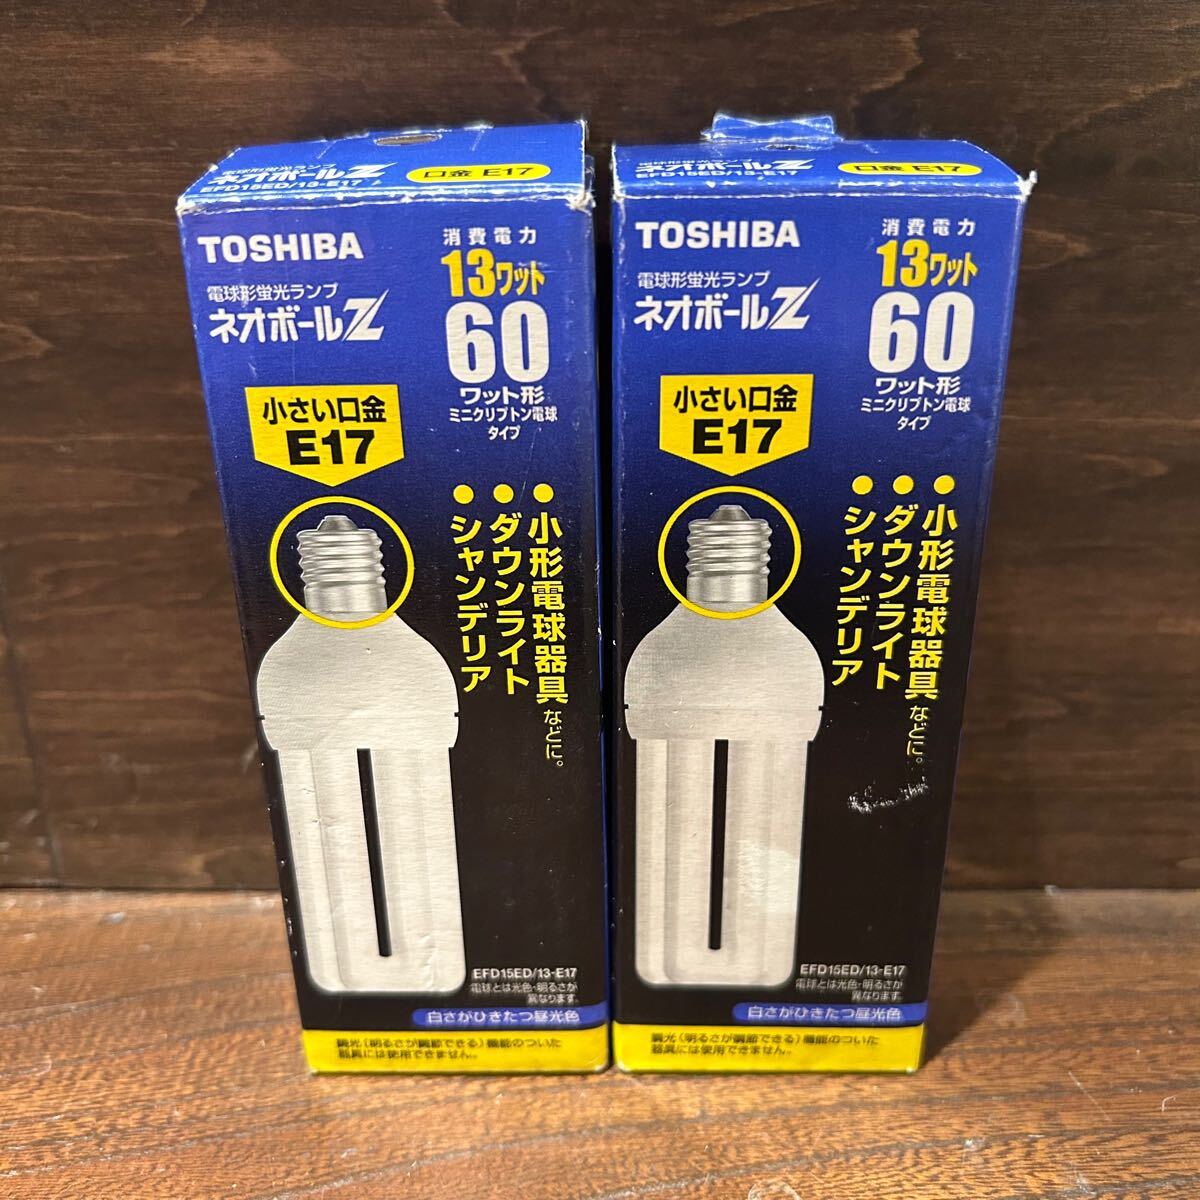 電球形蛍光ランプ
ネオボールZ
EFD15ED/13-E17
口金 E17
TOSHIBA
電球形蛍光ランプ
ネオボールZ
消費電力
13ワット
60
ワット形
ミニクリプトン電球
タイプ
小さい口金
E17
●小形電球器具などに。
●ダウンライト
●シャンデリア
EFD15ED/13-E17
電球とは光色・明るさが
異なります。
白さがひきたつ昼光色
調光(明るさが調節できる)機能のついた
器具には使用できません。
電球形蛍光ランプ
ネオボールZ
EFD15ED/13-E17
口金 E17
TOSHIBA
電球形蛍光ランプ
ネオボールZ
消費電力
13ワット
60
ワット形
ミニクリプトン電球
タイプ
小さい口金
E17
●小形電球器具などに。
●ダウンライト
●シャンデリア
EFD15ED/13-E17
電球とは光色・明るさが
異なります。
白さがひきたつ昼光色
調光(明るさが調節できる)機能のついた
器具には使用できません。